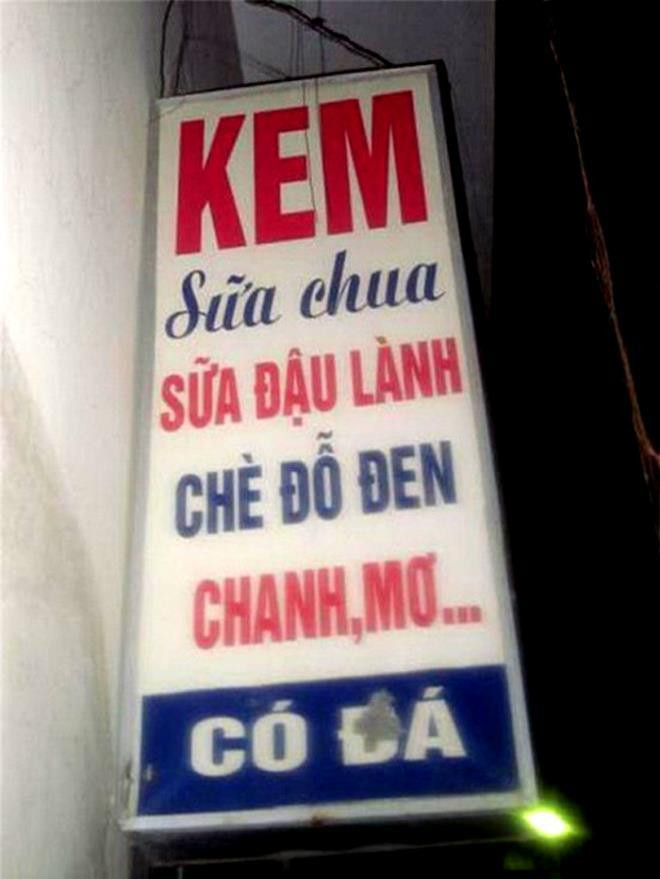 KEM
Sữa chua
SỮA ĐẬU LÀNH
CHÈ ĐỖ ĐEN
CHANH,MƠ...
CÓ ĐÁ